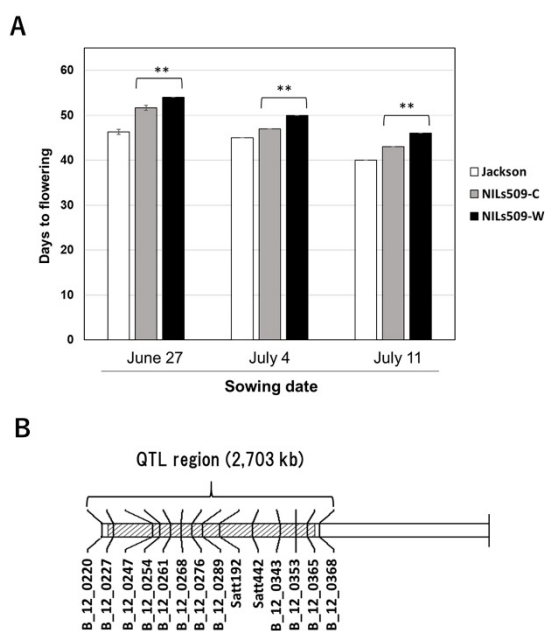 A
Days to flowering
60
50
40
30
20
10
0
**
**
**
Jackson
NILs509-C
NILs509-W
June 27 July 4 July 11
Sowing date
B
QTL region (2,703 kb)
B_12_0220
B_12_0227
B_12_0247
B_12_0254
B_12_0261
B_12_0268
B_12_0276
B_12_0289
Satt192
Satt442
B_12_0343
B_12_0353
B_12_0365
B_12_0368